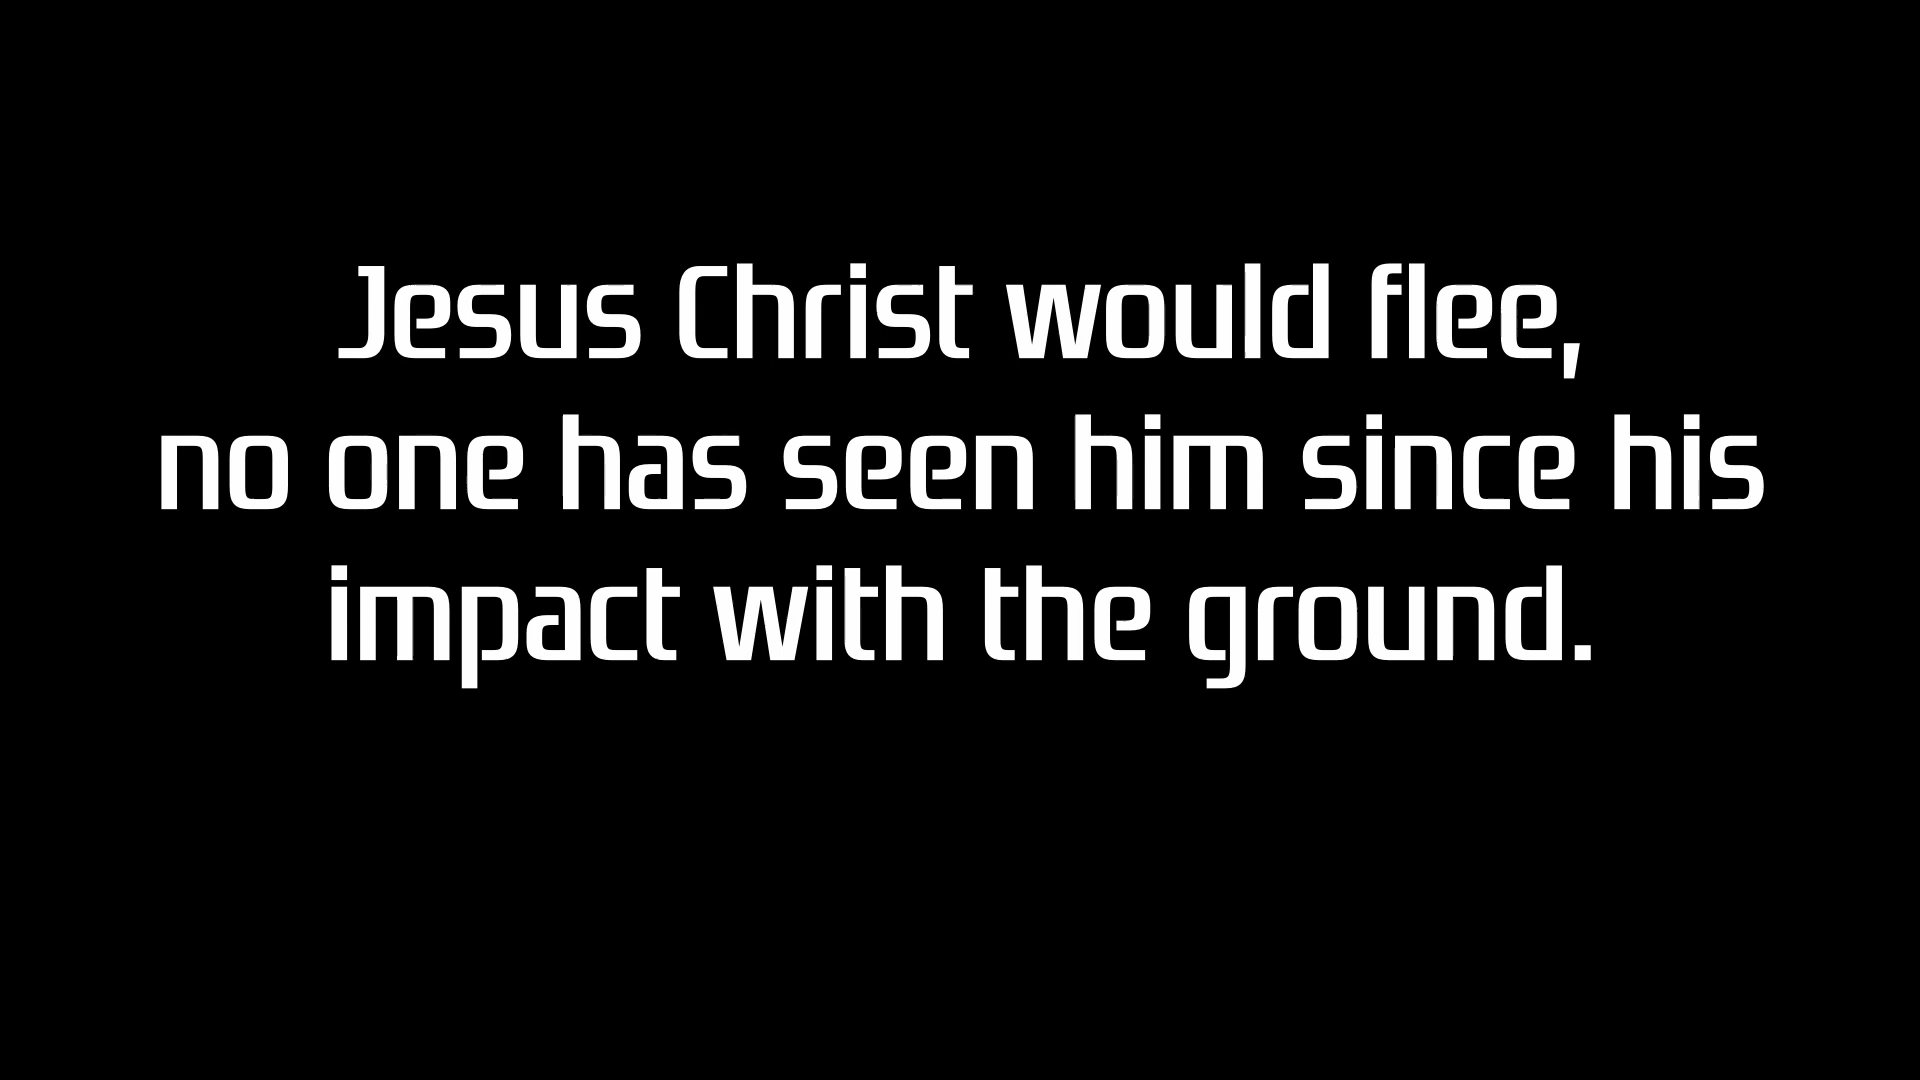 Jesus Christ would flee,
no one has seen him since his
impact with the ground.